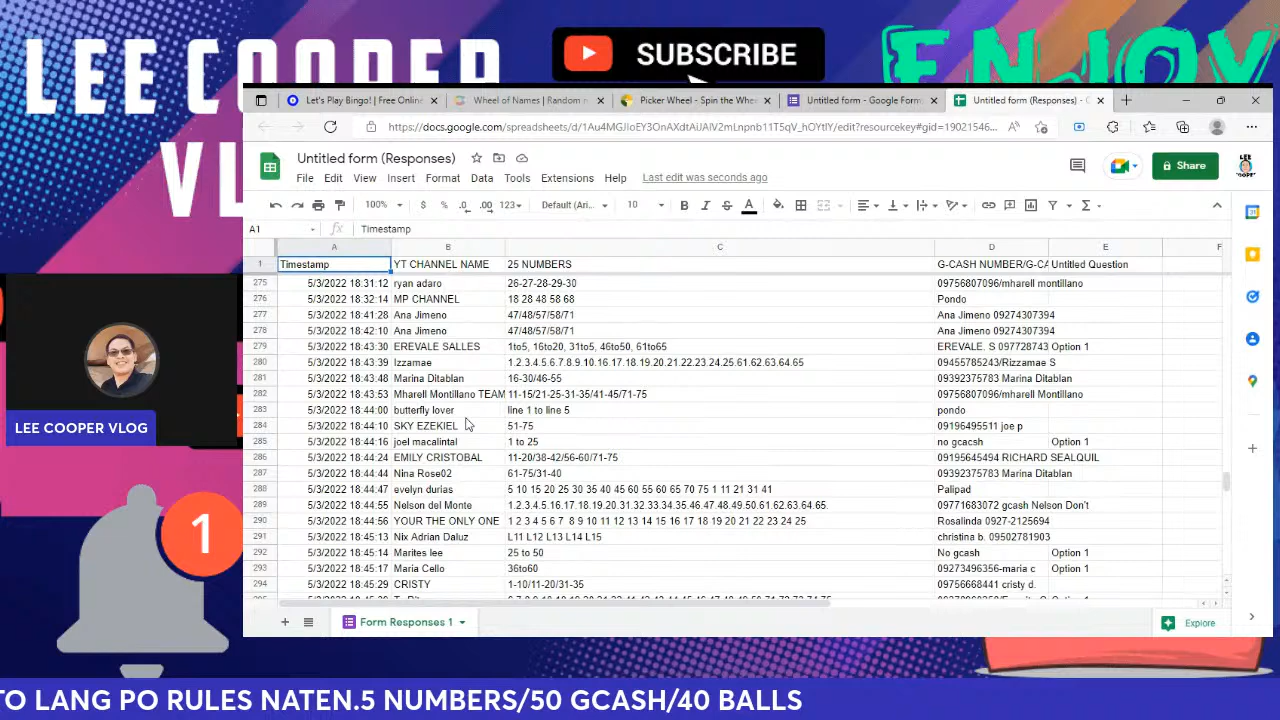 LEE COOPER
VL
SUBSCRIBE
ENJOY
Let's Play Bingo! | Free Online
Wheel of Names | Random
Picker Wheel - Spin the Whee
Untitled form - Google Form
Untitled form (Responses) - G
Untitled form (Responses)
File Edit View Insert Format Data Tools Extensions Help Last edit was seconds ago
Share
100% $ % .0 .00 123 Default (Ari... 10 B I S A
A1 fx Timestamp
A B C D E F
1 Timestamp YT CHANNEL NAME 25 NUMBERS G-CASH NUMBER/G-CA Untitled Question
275 5/3/2022 18:31:12 ryan adaro 26-27-28-29-30 09756807096/mharell montillano
276 5/3/2022 18:32:14 MP CHANNEL 18 28 48 58 68 Pondo
277 5/3/2022 18:41:28 Ana Jimeno 47/48/57/58/71 Ana Jimeno 09274307394
278 5/3/2022 18:42:10 Ana Jimeno 47/48/57/58/71 Ana Jimeno 09274307394
279 5/3/2022 18:43:30 EREVALE SALLES 1to5, 16to20, 31to5, 46to50, 61to65 EREVALE. S 097728743 Option 1
280 5/3/2022 18:43:39 Izzamae 1.2.3.4.5.6.7.8.9.10.16.17.18.19.20.21.22.23.24.25.61.62.63.64.65 09455785243/Rizzamae S
281 5/3/2022 18:43:48 Marina Ditablan 16-30/46-55 09392375783 Marina Ditablan
282 5/3/2022 18:43:53 Mharell Montillano TEAM 11-15/21-25-31-35/41-45/71-75 09756807096/mharell Montillano
283 5/3/2022 18:44:00 butterfly lover line 1 to line 5 pondo
284 5/3/2022 18:44:10 SKY EZEKIEL 51-75 09196495511 joe p
285 5/3/2022 18:44:16 joel macalintal 1 to 25 no gcacsh Option 1
286 5/3/2022 18:44:24 EMILY CRISTOBAL 11-20/38-42/56-60/71-75 09195645494 RICHARD SEALQUIL
287 5/3/2022 18:44:44 Nina Rose02 61-75/31-40 09392375783 Marina Ditablan
288 5/3/2022 18:44:47 evelyn durias 5 10 15 20 25 30 35 40 45 60 55 60 65 70 75 1 11 21 31 41 Palipad
289 5/3/2022 18:44:55 Nelson del Monte 1.2.3.4.5.16.17.18.19.20.31.32.33.34.35.46.47.48.49.50.61.62.63.64.65. 09771683072 gcash Nelson Don't
290 5/3/2022 18:44:56 YOUR THE ONLY ONE 1 2 3 4 5 6 7 8 9 10 11 12 13 14 15 16 17 18 19 20 21 22 23 24 25 Rosalinda 0927-2125694
291 5/3/2022 18:45:13 Nix Adrian Daluz L11 L12 L13 L14 L15 christina b. 09502781903
292 5/3/2022 18:45:14 Marites lee 25 to 50 No gcash Option 1
293 5/3/2022 18:45:17 Maria Cello 36to60 09273496356-maria c Option 1
294 5/3/2022 18:45:29 CRISTY 1-10/11-20/31-35 09756668441 cristy d.
Form Responses 1
Explore
LEE COOPER VLOG
1
TO LANG PO RULES NATEN.5 NUMBERS/50 GCASH/40 BALLS